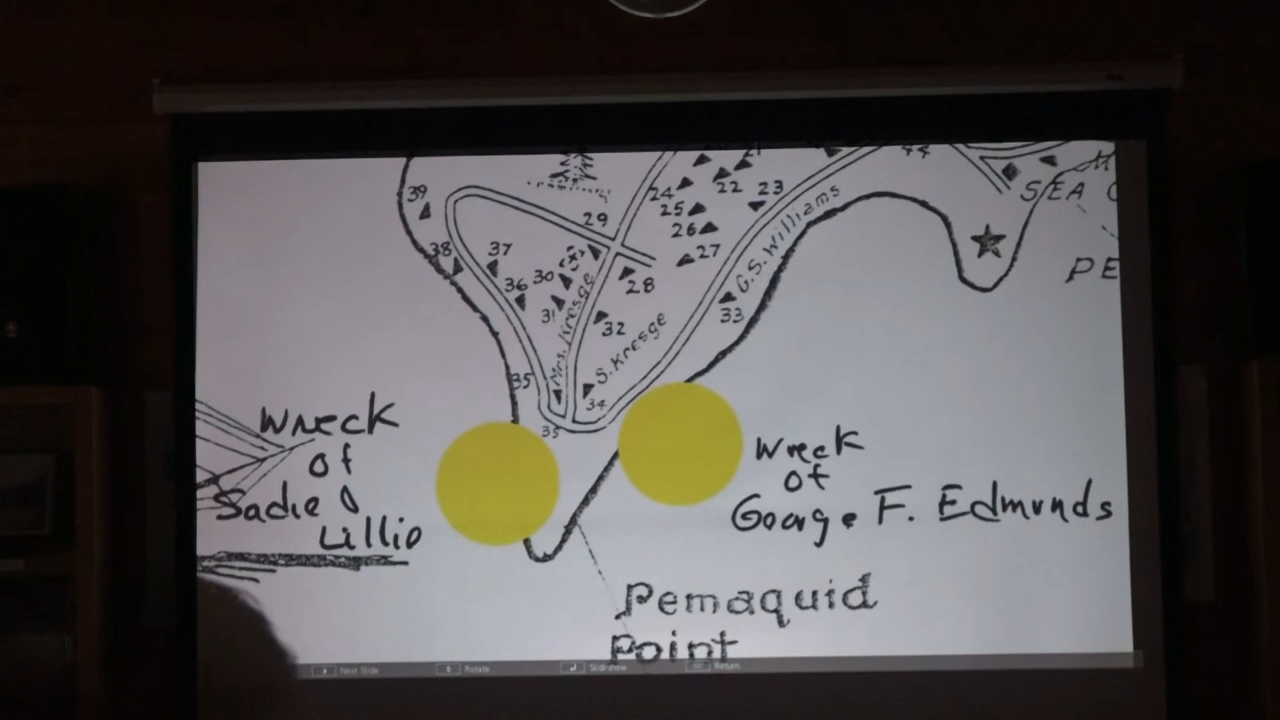 39
38
37
36
29
30
31
24
22
23
25
26
27
28
32
33
34
35
35
44
Mrs. Kresge
S. Kresge
G.S. Williams
SEA
PE
Wreck
of
Sadie &
Lillie
Wreck
of
George F. Edmunds
Pemaquid
Point
Next Slide
Rotate
Slideshow
Return